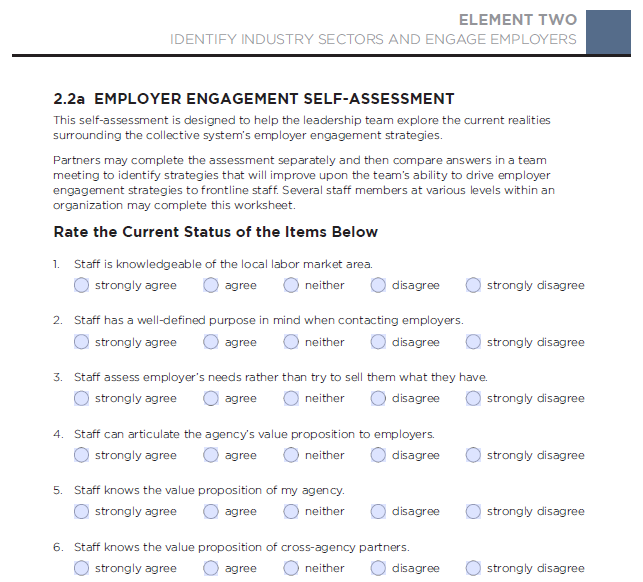 ELEMENT TWO
IDENTIFY INDUSTRY SECTORS AND ENGAGE EMPLOYERS
2.2a EMPLOYER ENGAGEMENT SELF-ASSESSMENT
This self-assessment is designed to help the leadership team explore the current realities
surrounding the collective system's employer engagement strategies.
Partners may complete the assessment separately and then compare answers in a team
meeting to identify strategies that will improve upon the team's ability to drive employer
engagement strategies to frontline staff. Several staff members at various levels within an
organization may complete this worksheet.
Rate the Current Status of the Items Below
1. Staff is knowledgeable of the local labor market area.
strongly agree agree neither disagree strongly disagree
2. Staff has a well-defined purpose in mind when contacting employers.
strongly agree agree neither disagree strongly disagree
3. Staff assess employer's needs rather than try to sell them what they have.
strongly agree agree neither disagree strongly disagree
4. Staff can articulate the agency's value proposition to employers.
strongly agree agree neither disagree strongly disagree
5. Staff knows the value proposition of my agency.
strongly agree agree neither disagree strongly disagree
6. Staff knows the value proposition of cross-agency partners.
strongly agree agree neither disagree strongly disagree